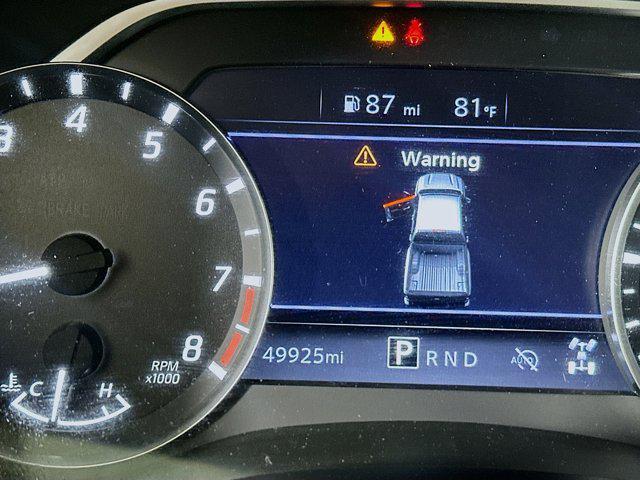 87 mi 81°F
Warning
3 4 5 6 7 8
RPM
x1000
C H
49925mi P R N D AUTO